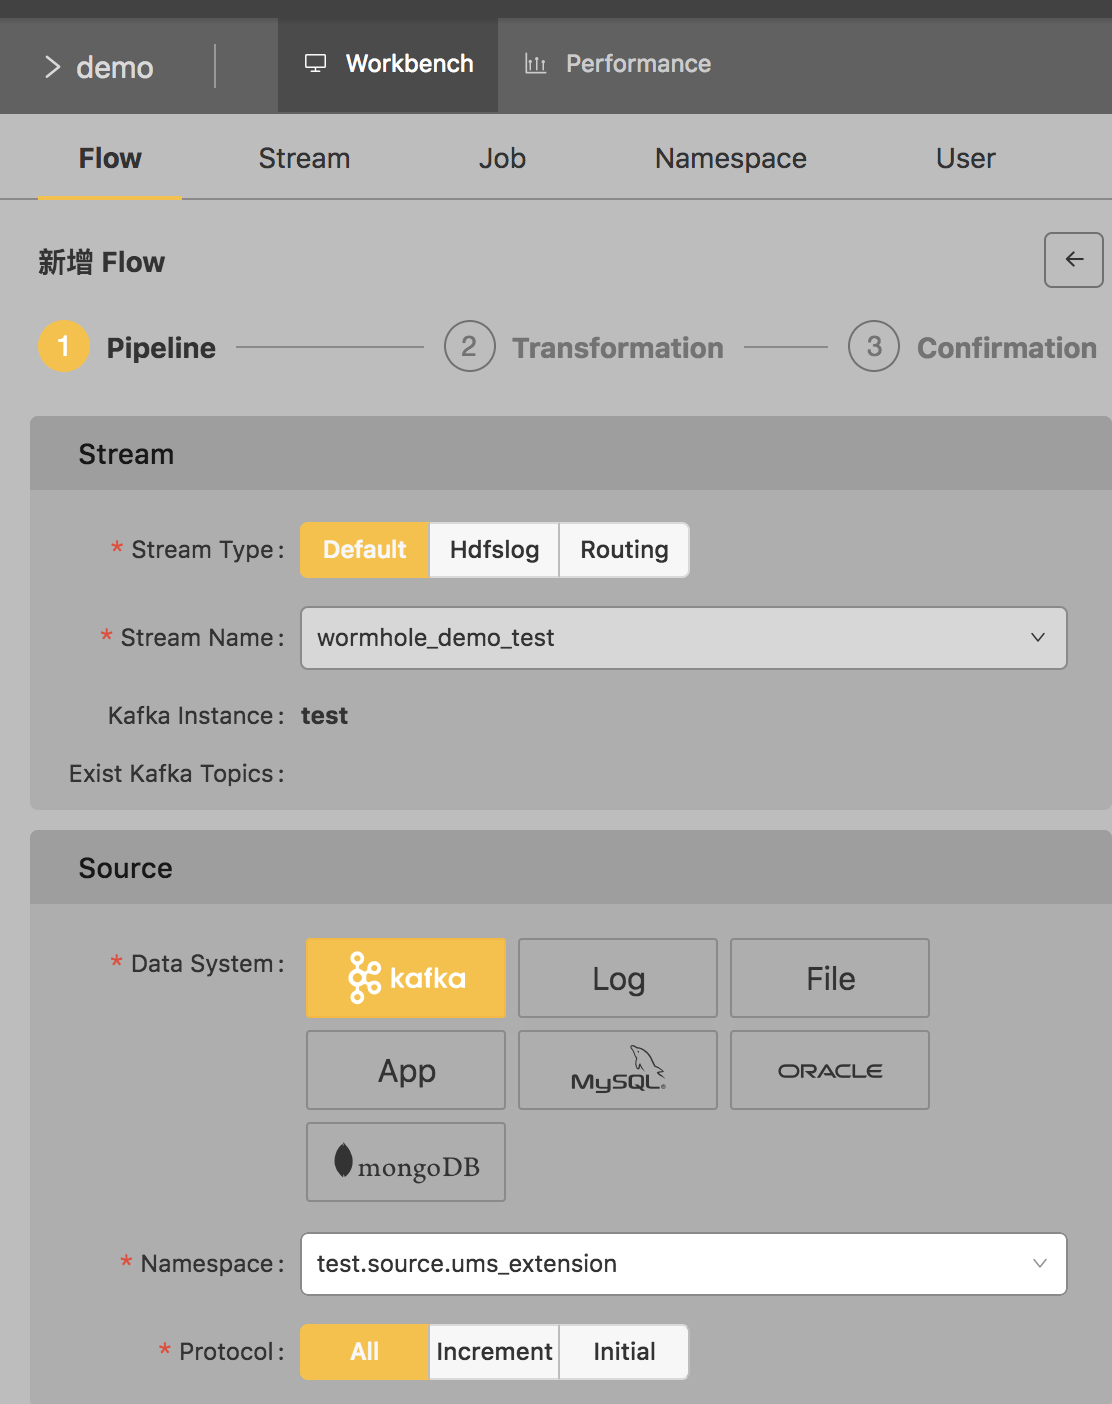 demo Workbench Performance
Flow Stream Job Namespace User
新增 Flow
1 Pipeline 2 Transformation 3 Confirmation
Stream
* Stream Type : Default Hdfslog Routing
* Stream Name : wormhole_demo_test
Kafka Instance : test
Exist Kafka Topics :
Source
* Data System : kafka Log File
App MySQL® ORACLE
mongoDB
* Namespace : test.source.ums_extension
* Protocol : All Increment Initial